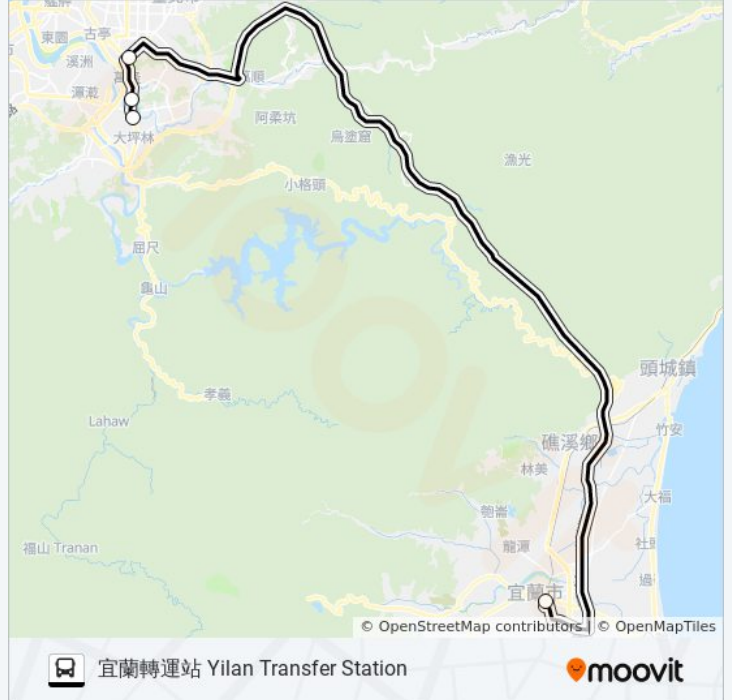 東園
古亭
溪洲
潭墘
大坪林
阿柔坑
烏塗窟
漁光
小格頭
屈尺
龜山
孝義
頭城鎮
竹安
Lahaw
礁溪鄉
林美
大福
龍潭
福山 Tranan
宜蘭市
© OpenStreetMap contributors | © OpenMapTiles
宜蘭轉運站 Yilan Transfer Station
moovit